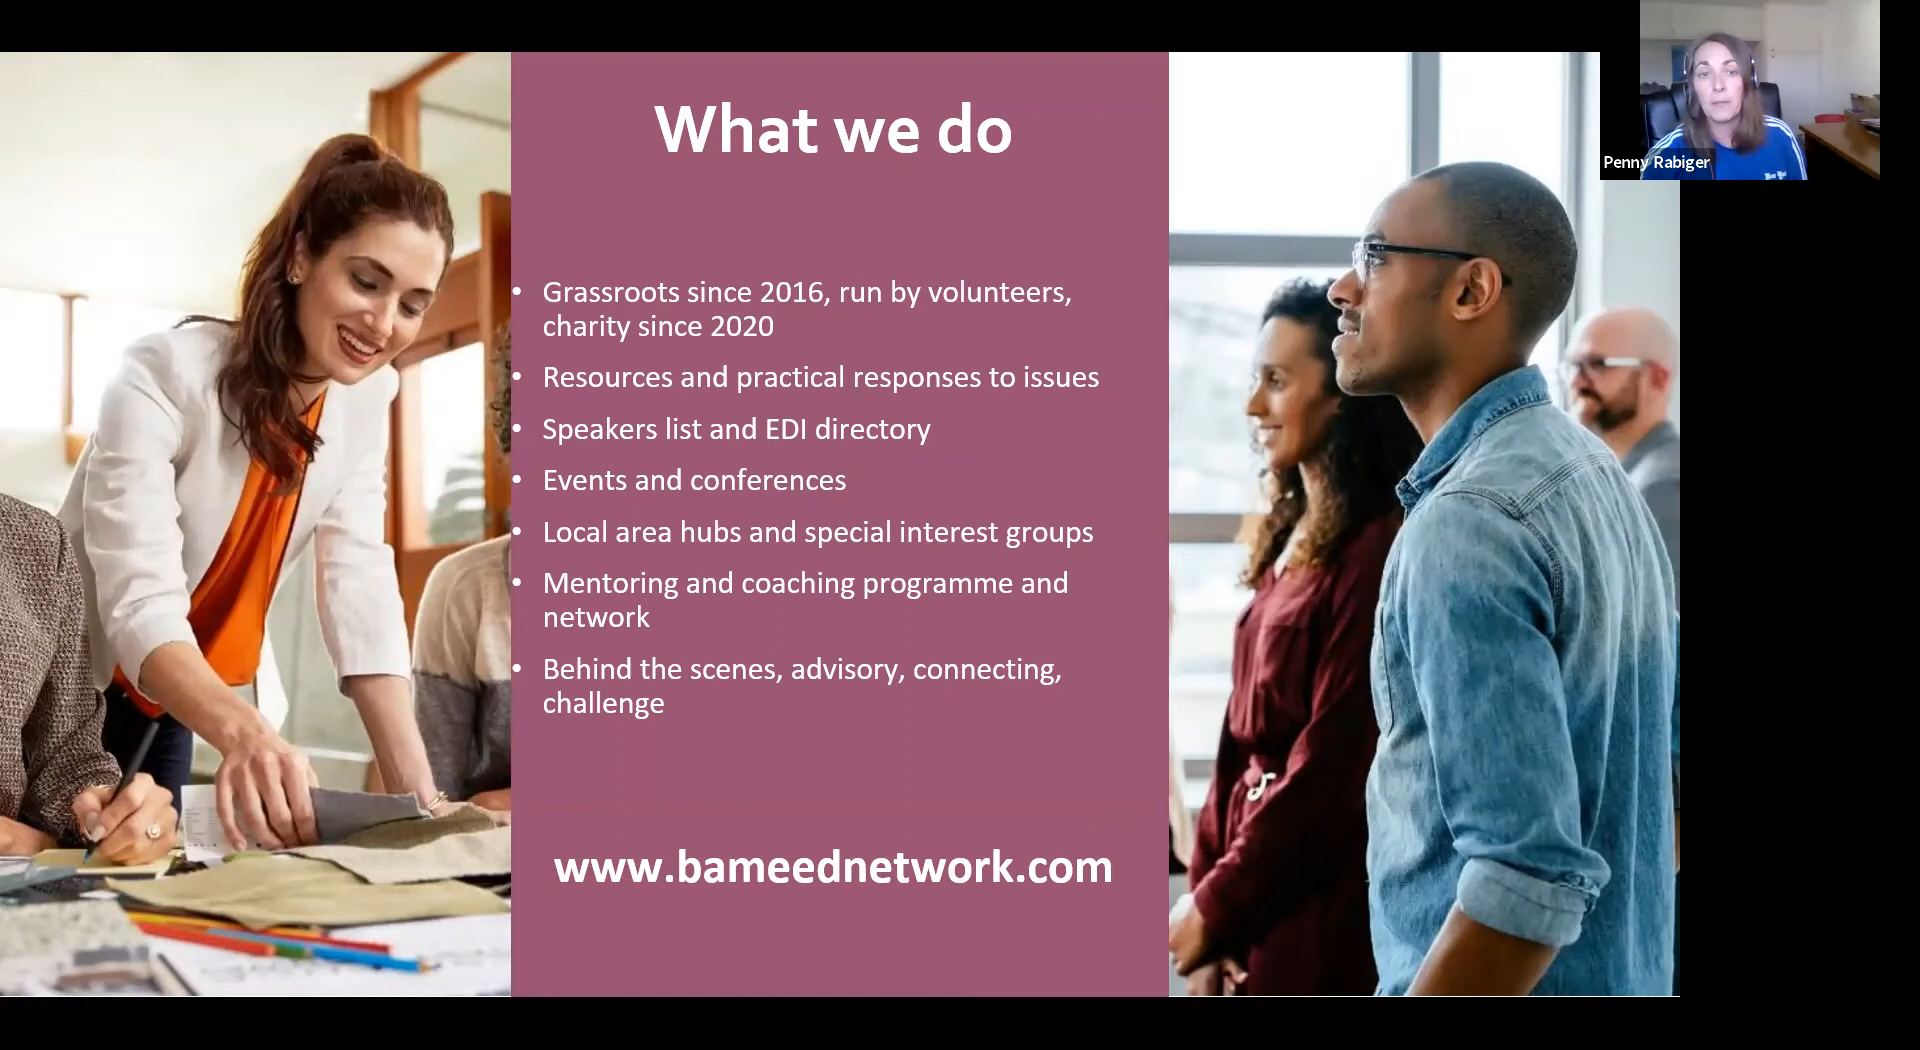 What we do
• Grassroots since 2016, run by volunteers,
charity since 2020
• Resources and practical responses to issues
• Speakers list and EDI directory
• Events and conferences
• Local area hubs and special interest groups
• Mentoring and coaching programme and
network
• Behind the scenes, advisory, connecting,
challenge
www.bameednetwork.com
Penny Rabiger